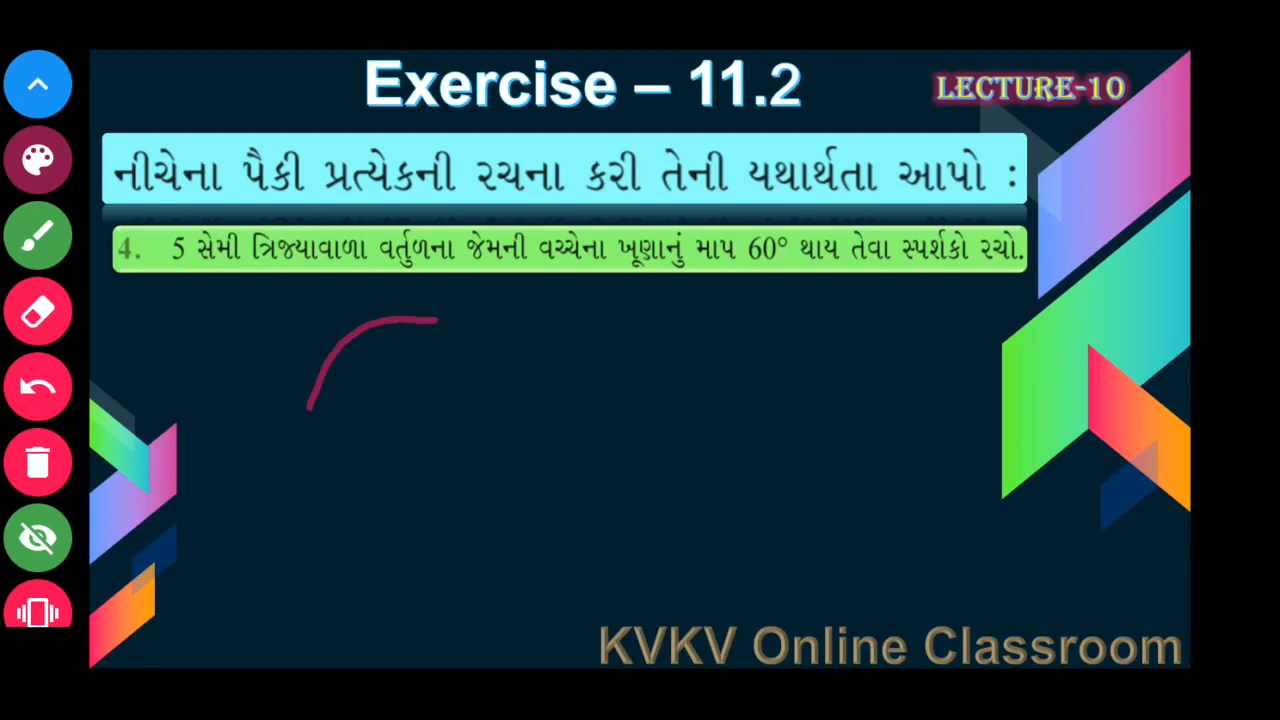 Exercise – 11.2
LECTURE-10
નીચેના પૈકી પ્રત્યેકની રચના કરી તેની યથાર્થતા આપો :
4. 5 સેમી ત્રિજ્યાવાળા વર્તુળના જેમની વચ્ચેના ખૂણાનું માપ 60° થાય તેવા સ્પર્શકો રચો.
KVKV Online Classroom